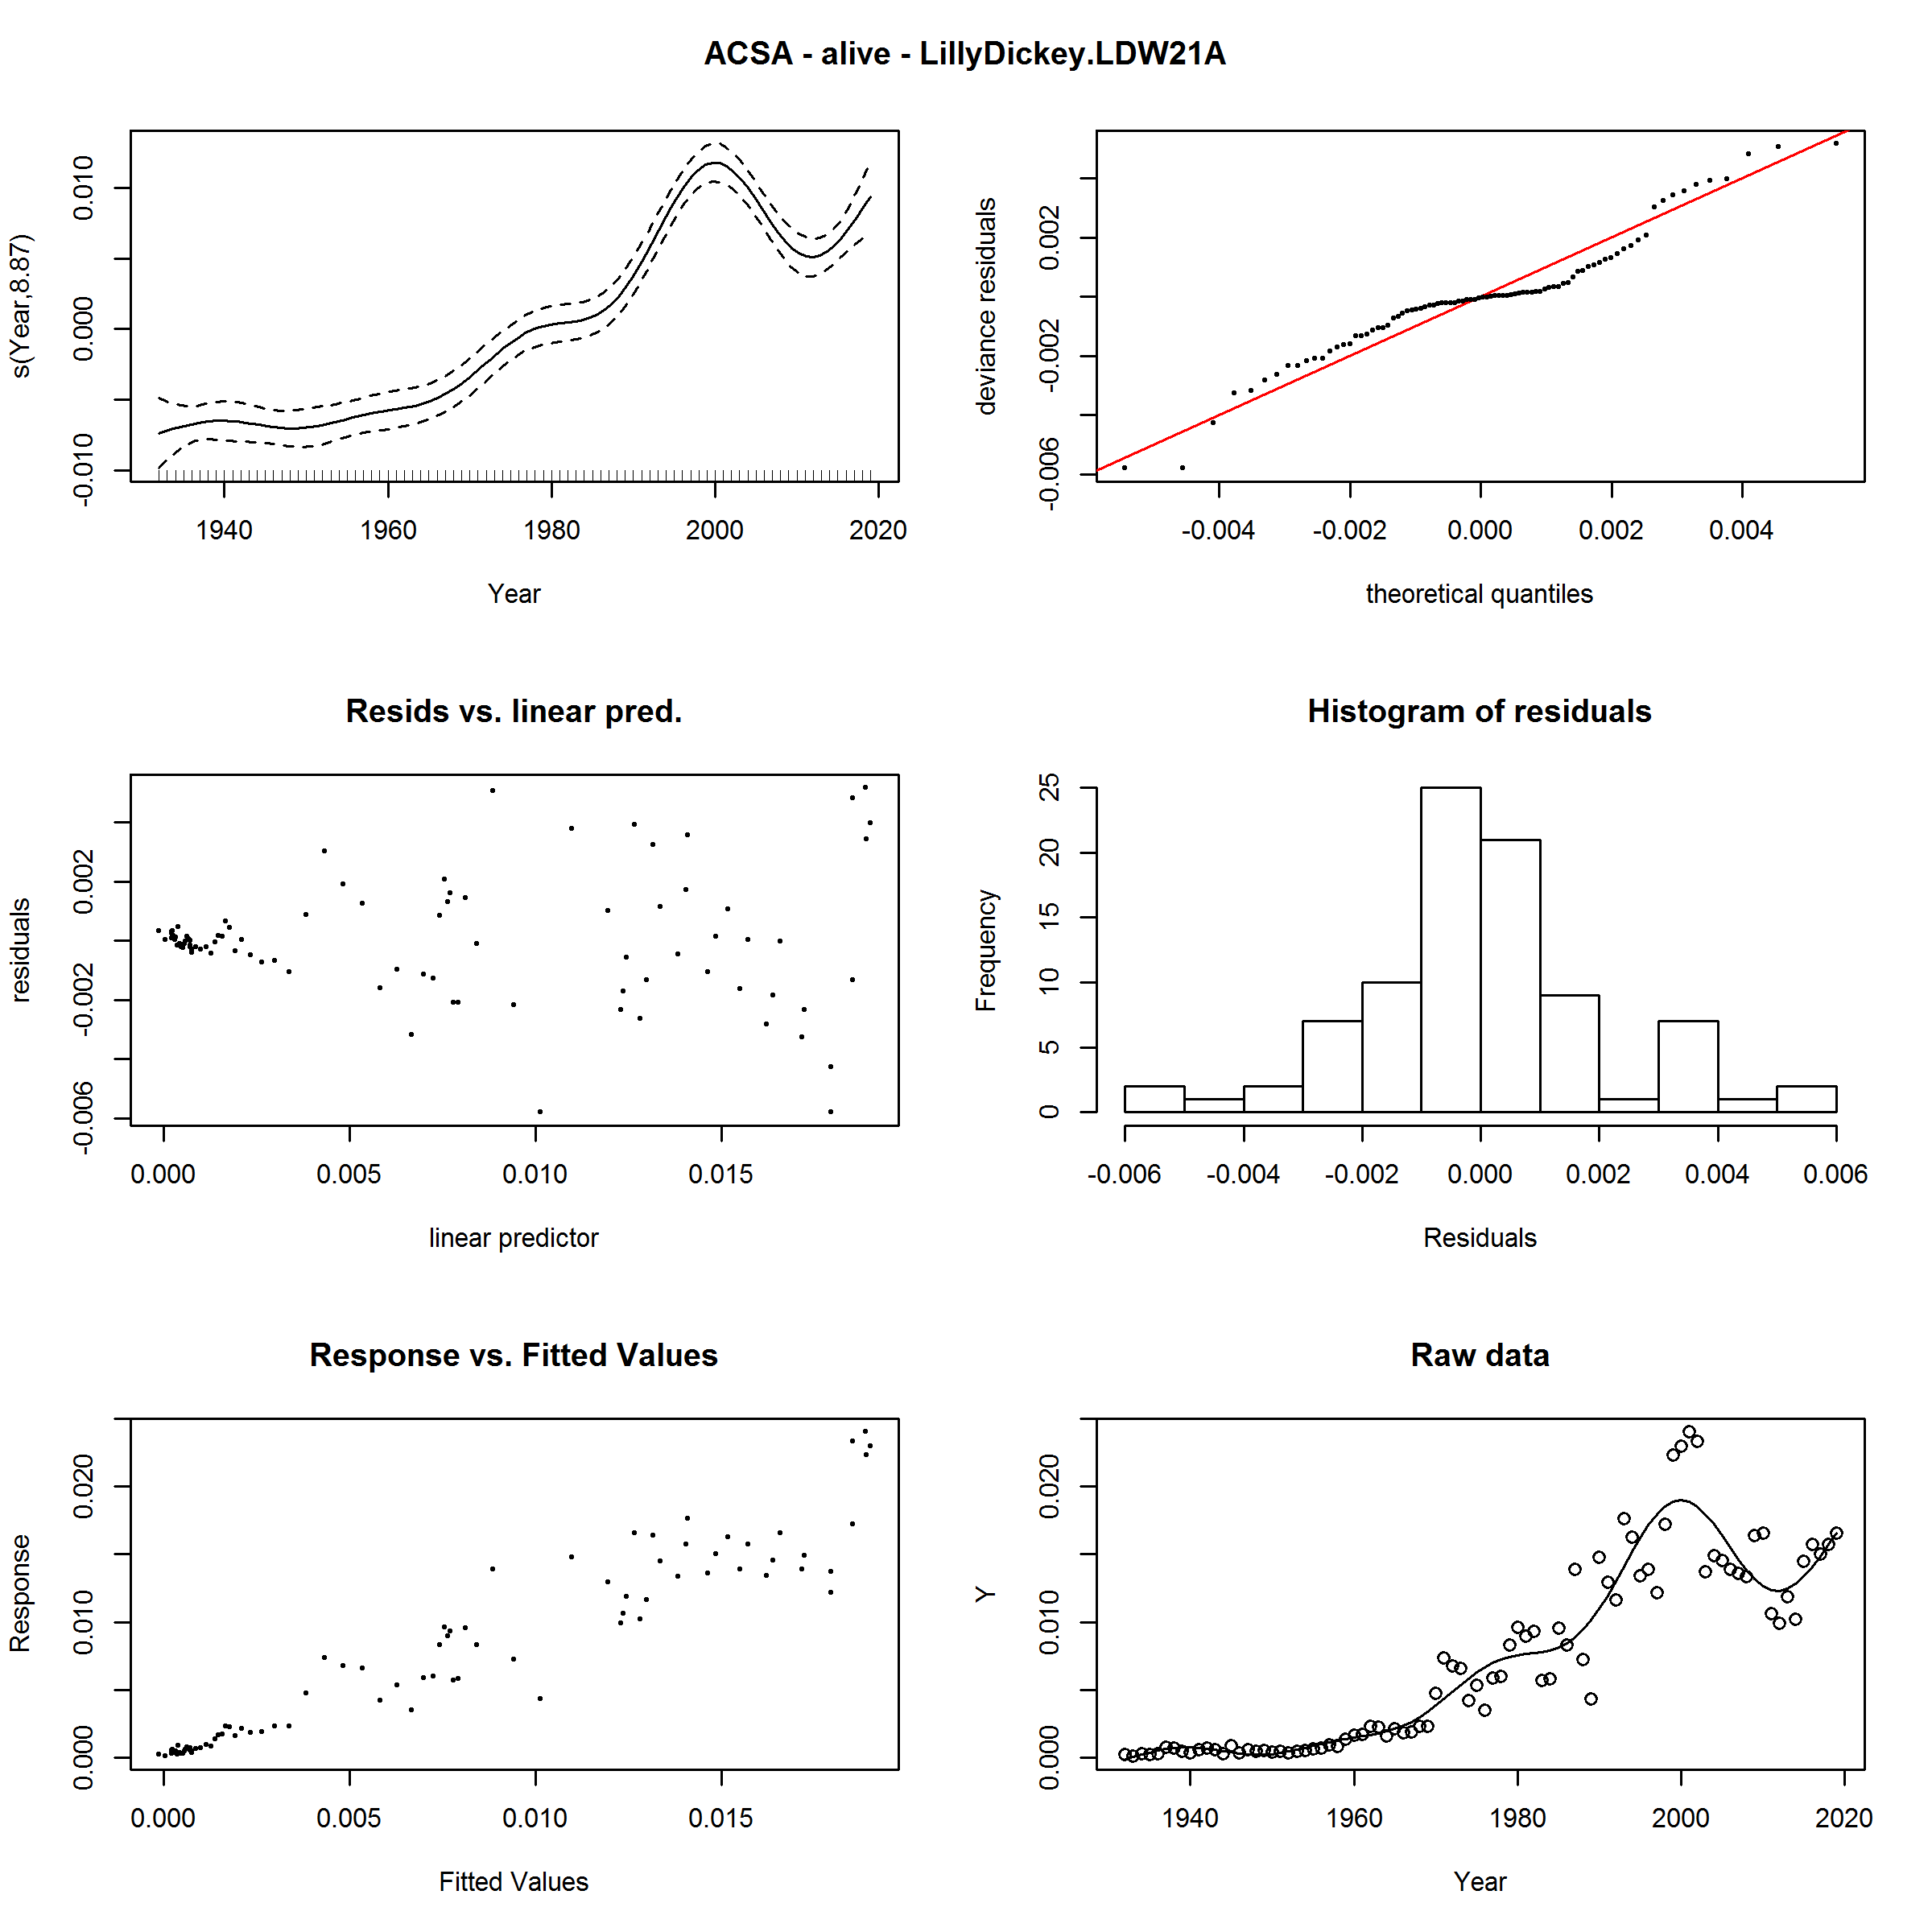 ACSA - alive - LillyDickey.LDW21A
s(Year,8.87)
-0.010 0.000 0.010
1940 1960 1980 2000 2020
Year
deviance residuals
-0.006 -0.002 0.002
-0.004 -0.002 0.000 0.002 0.004
theoretical quantiles
Resids vs. linear pred.
residuals
-0.006 -0.002 0.002
0.000 0.005 0.010 0.015
linear predictor
Histogram of residuals
Frequency
0 5 10 15 20 25
-0.006 -0.004 -0.002 0.000 0.002 0.004 0.006
Residuals
Response vs. Fitted Values
Response
0.000 0.010 0.020
0.000 0.005 0.010 0.015
Fitted Values
Raw data
Y
0.000 0.010 0.020
1940 1960 1980 2000 2020
Year